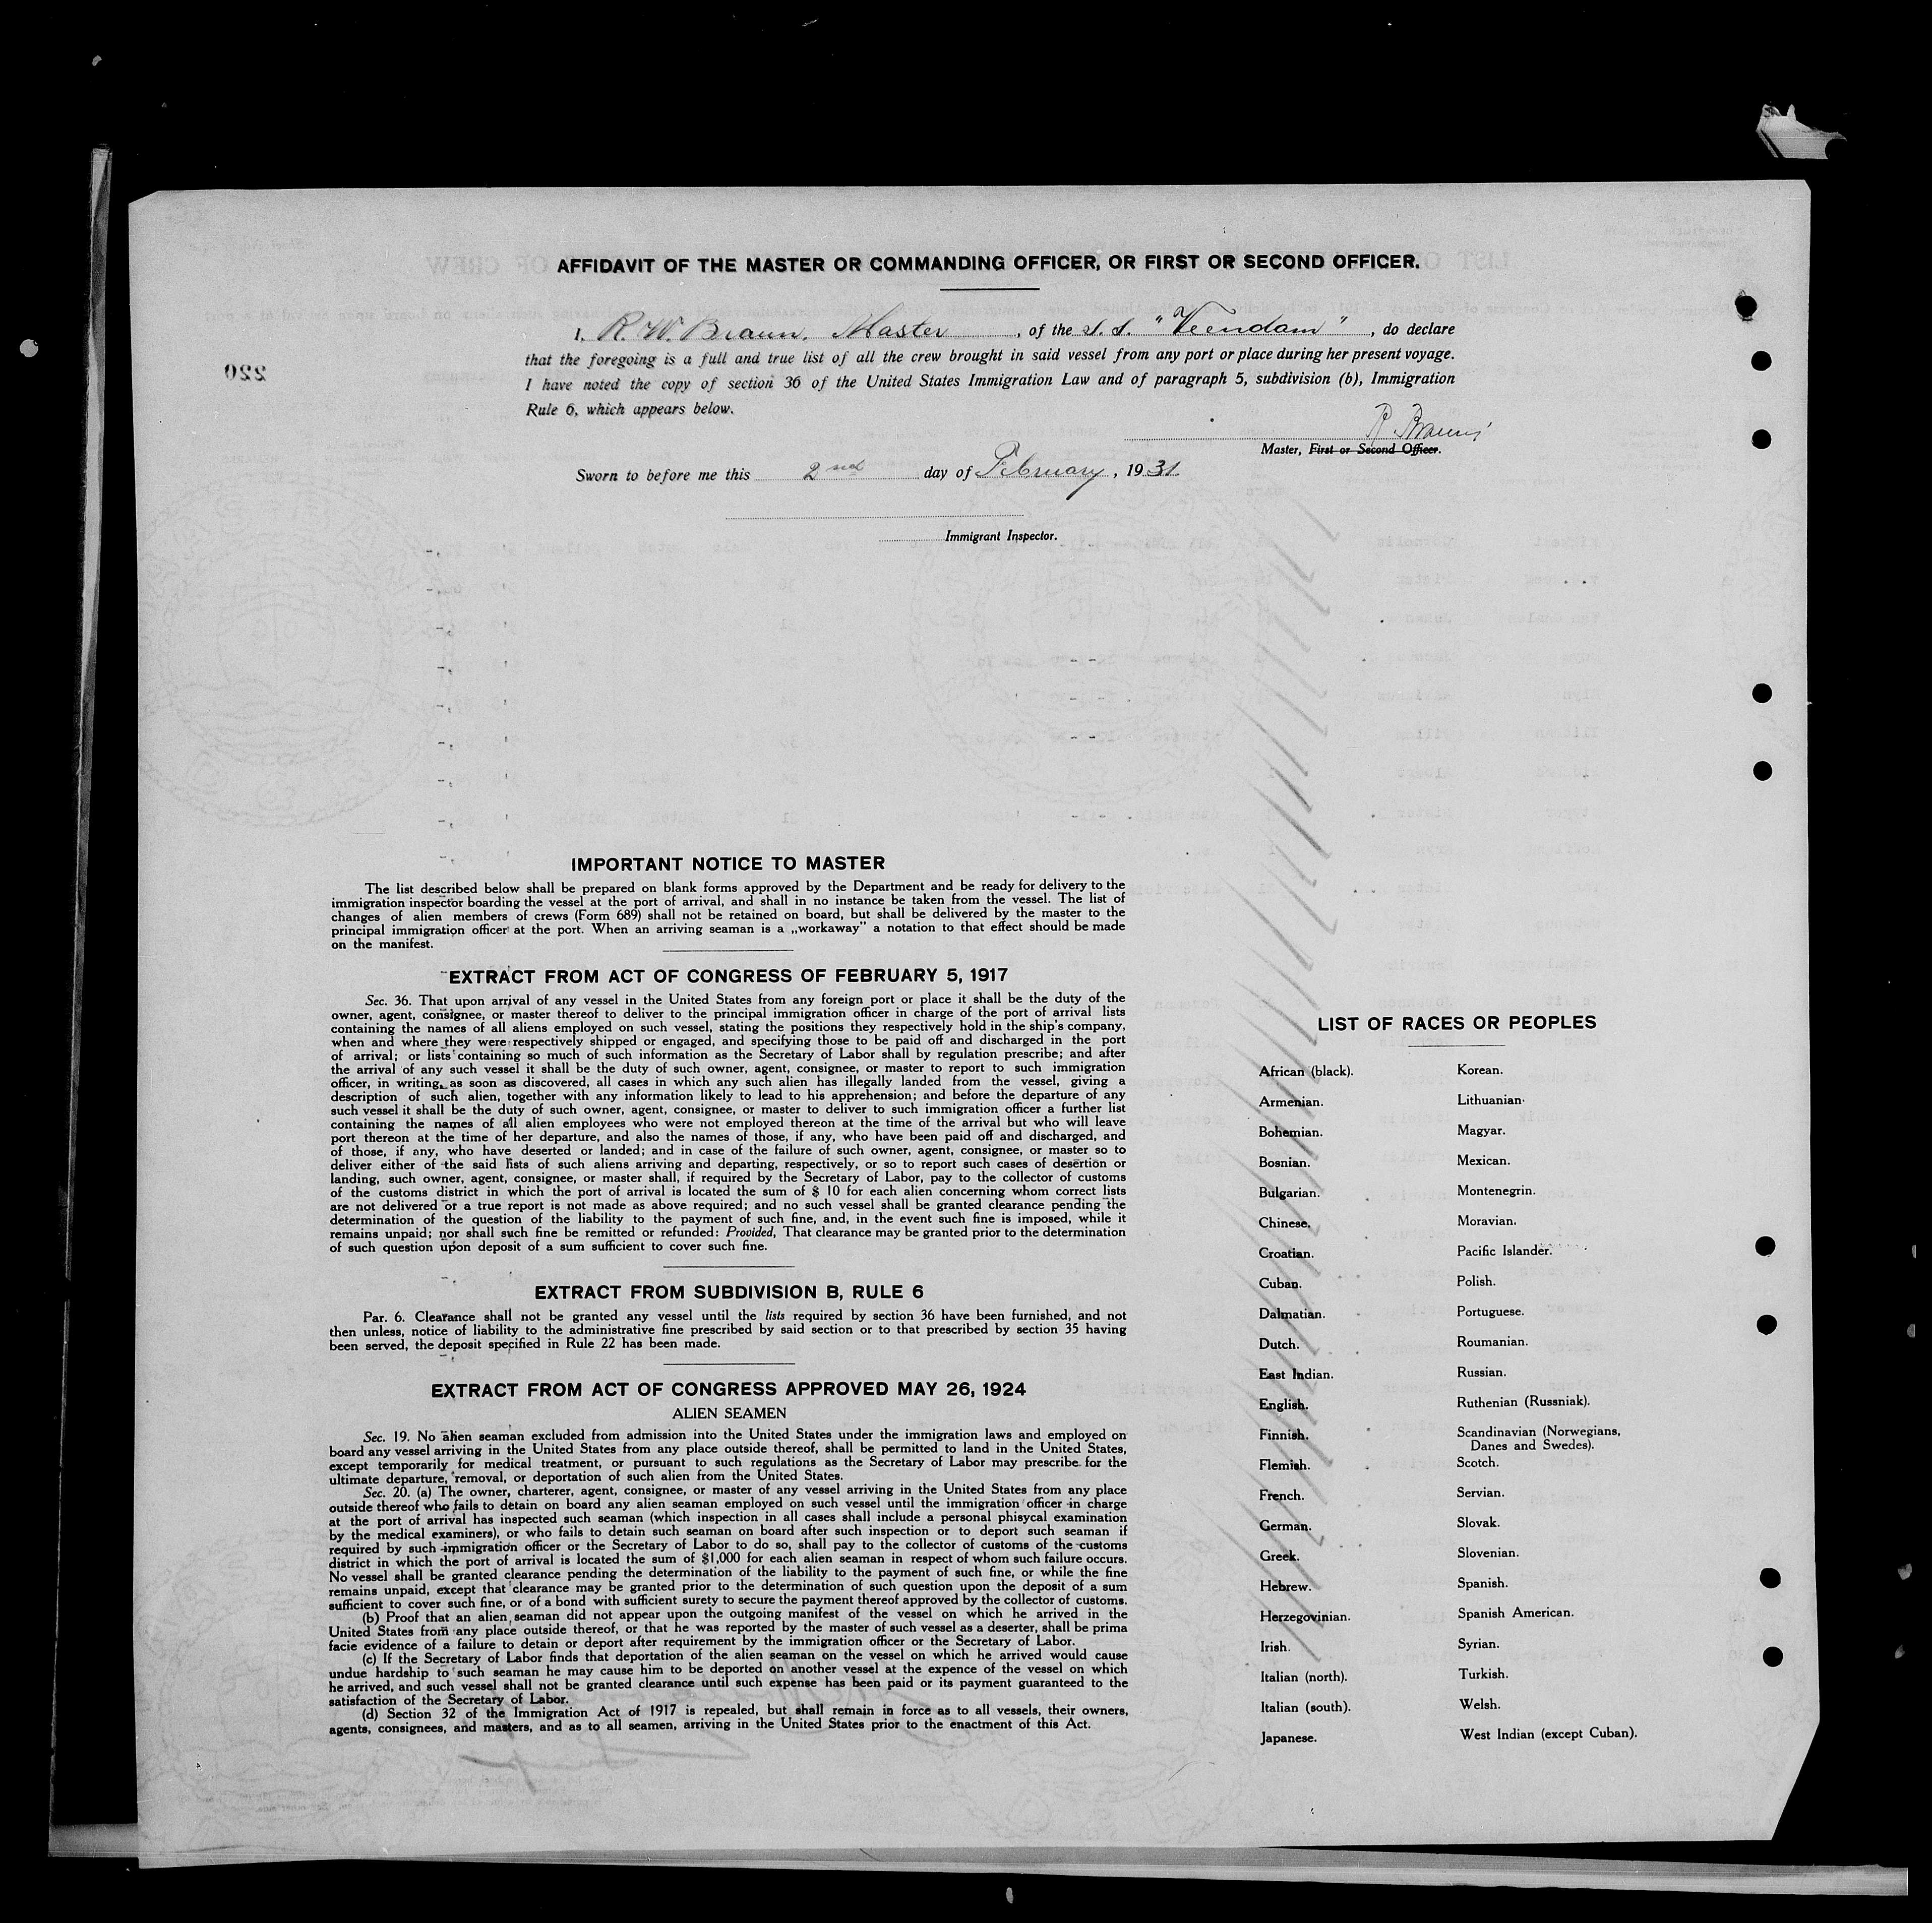 AFFIDAVIT OF THE MASTER OR COMMANDING OFFICER, OR FIRST OR SECOND OFFICER.
I, R. W. Braun, Master, of the S. S. "Veendam", do declare
that the foregoing is a full and true list of all the crew brought in said vessel from any port or place during her present voyage.
I have noted the copy of section 36 of the United States Immigration Law and of paragraph 5, subdivision (b), Immigration
Rule 6, which appears below.
220
R. Braun
Master, First or Second Officer.
Sworn to before me this 2nd day of February, 1931
Immigrant Inspector.
IMPORTANT NOTICE TO MASTER
The list described below shall be prepared on blank forms approved by the Department and be ready for delivery to the
immigration inspector boarding the vessel at the port of arrival, and shall in no instance be taken from the vessel. The list of
changes of alien members of crews (Form 689) shall not be retained on board, but shall be delivered by the master to the
principal immigration officer at the port. When an arriving seaman is a „workaway" a notation to that effect should be made
on the manifest.
EXTRACT FROM ACT OF CONGRESS OF FEBRUARY 5, 1917
Sec. 36. That upon arrival of any vessel in the United States from any foreign port or place it shall be the duty of the
owner, agent, consignee, or master thereof to deliver to the principal immigration officer in charge of the port of arrival lists
containing the names of all aliens employed on such vessel, stating the positions they respectively hold in the ship's company,
when and where they were respectively shipped or engaged, and specifying those to be paid off and discharged in the port
of arrival; or lists containing so much of such information as the Secretary of Labor shall by regulation prescribe; and after
the arrival of any such vessel it shall be the duty of such owner, agent, consignee, or master to report to such immigration
officer, in writing, as soon as discovered, all cases in which any such alien has illegally landed from the vessel, giving a
description of such alien, together with any information likely to lead to his apprehension; and before the departure of any
such vessel it shall be the duty of such owner, agent, consignee, or master to deliver to such immigration officer a further list
containing the names of all alien employees who were not employed thereon at the time of the arrival but who will leave
port thereon at the time of her departure, and also the names of those, if any, who have been paid off and discharged, and
of those, if any, who have deserted or landed; and in case of the failure of such owner, agent, consignee, or master so to
deliver either of the said lists of such aliens arriving and departing, respectively, or so to report such cases of desertion or
landing, such owner, agent, consignee, or master shall, if required by the Secretary of Labor, pay to the collector of customs
of the customs district in which the port of arrival is located the sum of $ 10 for each alien concerning whom correct lists
are not delivered or a true report is not made as above required; and no such vessel shall be granted clearance pending the
determination of the question of the liability to the payment of such fine, and, in the event such fine is imposed, while it
remains unpaid; nor shall such fine be remitted or refunded: Provided, That clearance may be granted prior to the determination
of such question upon deposit of a sum sufficient to cover such fine.
EXTRACT FROM SUBDIVISION B, RULE 6
Par. 6. Clearance shall not be granted any vessel until the lists required by section 36 have been furnished, and not
then unless, notice of liability to the administrative fine prescribed by said section or to that prescribed by section 35 having
been served, the deposit specified in Rule 22 has been made.
EXTRACT FROM ACT OF CONGRESS APPROVED MAY 26, 1924
ALIEN SEAMEN
Sec. 19. No alien seaman excluded from admission into the United States under the immigration laws and employed on
board any vessel arriving in the United States from any place outside thereof, shall be permitted to land in the United States,
except temporarily for medical treatment, or pursuant to such regulations as the Secretary of Labor may prescribe for the
ultimate departure, removal, or deportation of such alien from the United States.
Sec. 20. (a) The owner, charterer, agent, consignee, or master of any vessel arriving in the United States from any place
outside thereof who fails to detain on board any alien seaman employed on such vessel until the immigration officer in charge
at the port of arrival has inspected such seaman (which inspection in all cases shall include a personal phisycal examination
by the medical examiners), or who fails to detain such seaman on board after such inspection or to deport such seaman if
required by such immigration officer or the Secretary of Labor to do so, shall pay to the collector of customs of the customs
district in which the port of arrival is located the sum of $1,000 for each alien seaman in respect of whom such failure occurs.
No vessel shall be granted clearance pending the determination of the liability to the payment of such fine, or while the fine
remains unpaid, except that clearance may be granted prior to the determination of such question upon the deposit of a sum
sufficient to cover such fine, or of a bond with sufficient surety to secure the payment thereof approved by the collector of customs.
(b) Proof that an alien seaman did not appear upon the outgoing manifest of the vessel on which he arrived in the
United States from any place outside thereof, or that he was reported by the master of such vessel as a deserter, shall be prima
facie evidence of a failure to detain or deport after requirement by the immigration officer or the Secretary of Labor.
(c) If the Secretary of Labor finds that deportation of the alien seaman on the vessel on which he arrived would cause
undue hardship to such seaman he may cause him to be deported on another vessel at the expence of the vessel on which
he arrived, and such vessel shall not be granted clearance until such expense has been paid or its payment guaranteed to the
satisfaction of the Secretary of Labor.
(d) Section 32 of the Immigration Act of 1917 is repealed, but shall remain in force as to all vessels, their owners,
agents, consignees, and masters, and as to all seamen, arriving in the United States prior to the enactment of this Act.
LIST OF RACES OR PEOPLES
African (black).
Armenian.
Bohemian.
Bosnian.
Bulgarian.
Chinese.
Croatian.
Cuban.
Dalmatian.
Dutch.
East Indian.
English.
Finnish.
Flemish.
French.
German.
Greek.
Hebrew.
Herzegovinian.
Irish.
Italian (north).
Italian (south).
Japanese.
Korean.
Lithuanian.
Magyar.
Mexican.
Montenegrin.
Moravian.
Pacific Islander.
Polish.
Portuguese.
Roumanian.
Russian.
Ruthenian (Russniak).
Scandinavian (Norwegians,
Danes and Swedes).
Scotch.
Servian.
Slovak.
Slovenian.
Spanish.
Spanish American.
Syrian.
Turkish.
Welsh.
West Indian (except Cuban).